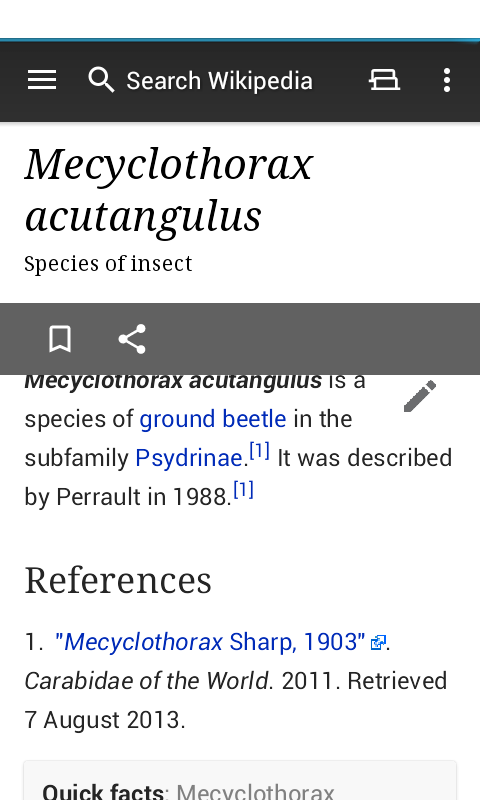 Search Wikipedia
Mecyclothorax
acutangulus
Species of insect
Mecyclothorax acutangulus is a
species of ground beetle in the
subfamily Psydrinae.[1] It was described
by Perrault in 1988.[1]
References
1. "Mecyclothorax Sharp, 1903".
Carabidae of the World. 2011. Retrieved
7 August 2013.
Quick facts: Mecyclothorax